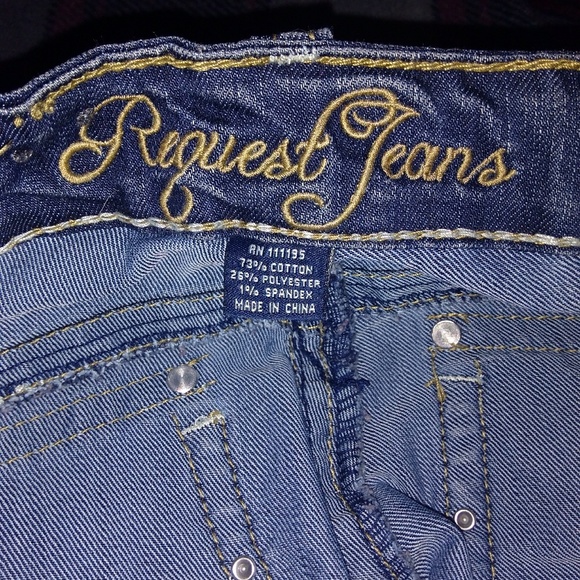 Request Jeans
RN 111195
73% COTTON
26% POLYESTER
1% SPANDEX
MADE IN CHINA